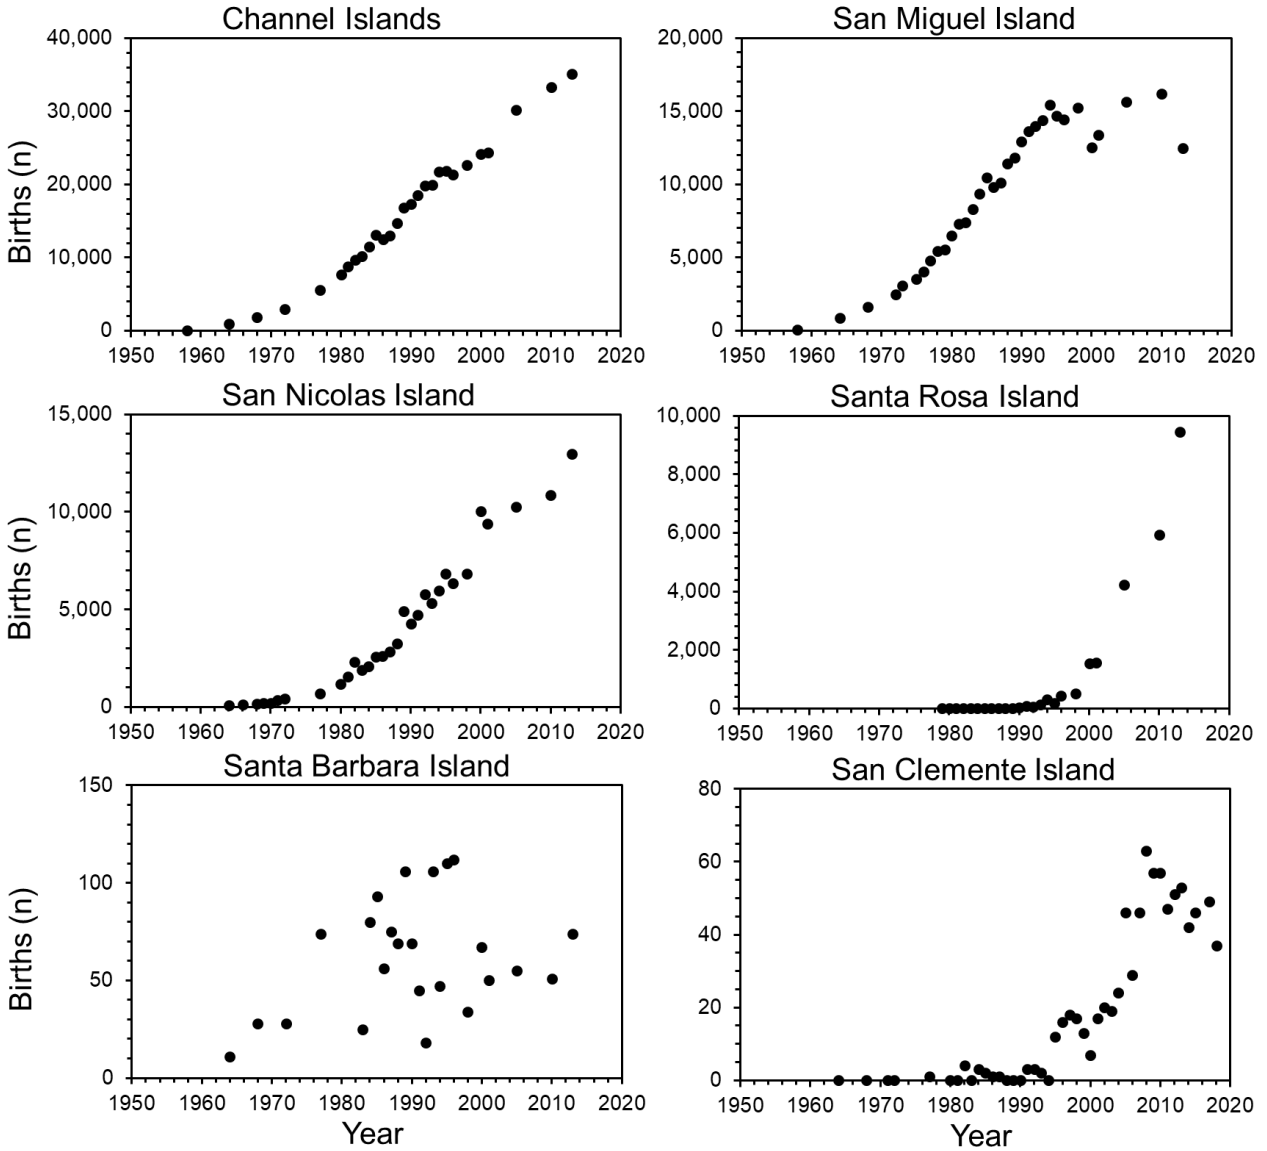 Channel Islands
40,000
30,000
20,000
10,000
0
Births (n)
1950 1960 1970 1980 1990 2000 2010 2020
San Miguel Island
20,000
15,000
10,000
5,000
0
1950 1960 1970 1980 1990 2000 2010 2020
San Nicolas Island
15,000
10,000
5,000
0
Births (n)
1950 1960 1970 1980 1990 2000 2010 2020
Santa Rosa Island
10,000
8,000
6,000
4,000
2,000
0
1950 1960 1970 1980 1990 2000 2010 2020
Santa Barbara Island
150
100
50
0
Births (n)
1950 1960 1970 1980 1990 2000 2010 2020
Year
San Clemente Island
80
60
40
20
0
1950 1960 1970 1980 1990 2000 2010 2020
Year